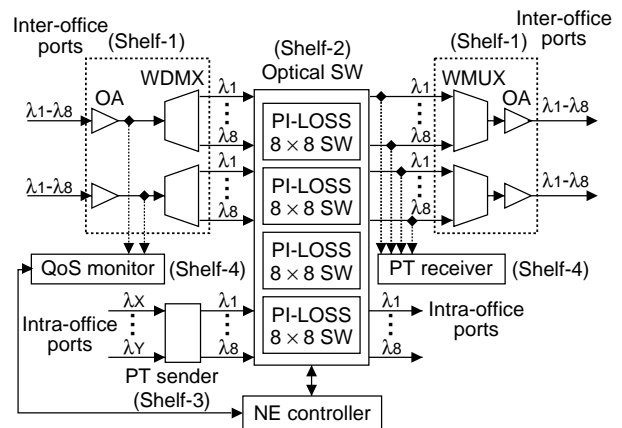 Inter-office
ports
(Shelf-1)
(Shelf-2)
Optical SW
(Shelf-1)
Inter-office
ports
WDMX
OA
λ1-λ8
λ1
λ8
PI-LOSS
8 × 8 SW
λ1
λ8
WMUX
OA
λ1-λ8
λ1-λ8
λ1
λ8
PI-LOSS
8 × 8 SW
λ1
λ8
λ1-λ8
QoS monitor
(Shelf-4)
PI-LOSS
8 × 8 SW
PT receiver
(Shelf-4)
Intra-office
ports
λX
λY
λ1
λ8
PI-LOSS
8 × 8 SW
λ1
λ8
Intra-office
ports
PT sender
(Shelf-3)
NE controller